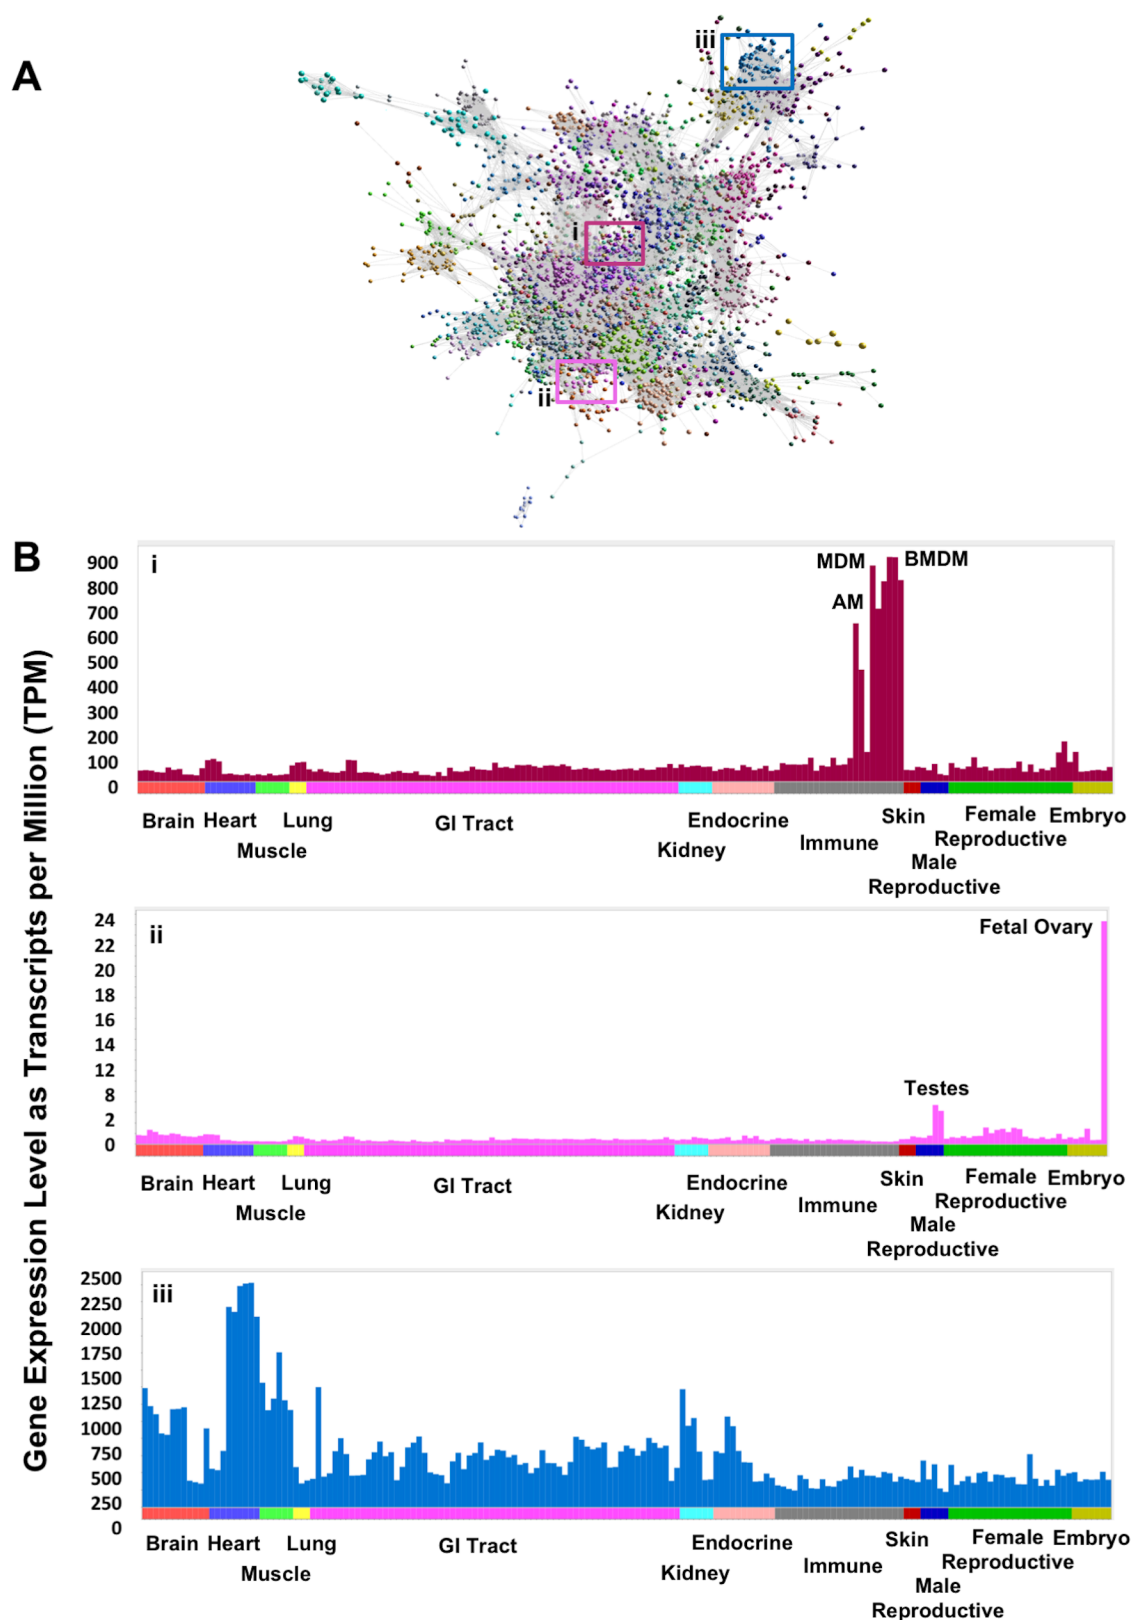 A
iii
i
ii
B
Gene Expression Level as Transcripts per Million (TPM)
i
900
800
700
600
500
400
300
200
100
0
MDM
BMDM
AM
Brain Heart Lung GI Tract Endocrine Skin Female Embryo
Muscle Kidney Immune Reproductive
Male
Reproductive
ii
24
22
20
18
16
14
12
8
2
0
Fetal Ovary
Testes
Brain Heart Lung GI Tract Endocrine Skin Female Embryo
Muscle Kidney Immune Reproductive
Male
Reproductive
iii
2500
2250
2000
1750
1500
1250
1000
750
500
250
0
Brain Heart Lung GI Tract Endocrine Skin Female Embryo
Muscle Kidney Immune Reproductive
Male
Reproductive